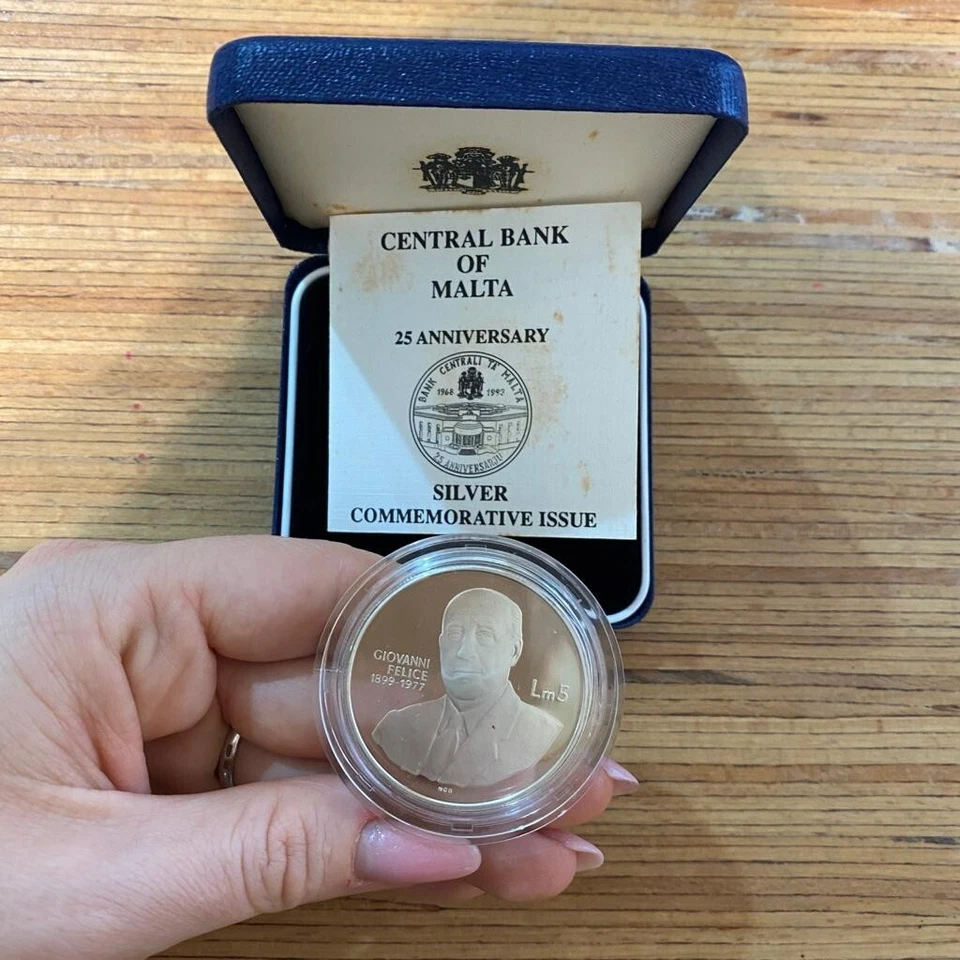 CENTRAL BANK
OF
MALTA
25 ANNIVERSARY
BANK ĊENTRALI TA' MALTA
1968 1993
25 ANNIVERSARJU
SILVER
COMMEMORATIVE ISSUE
GIOVANNI
FELICE
1899-1977
Lm5